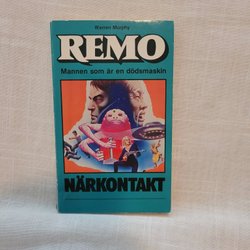 Warren Murphy
REMO
Mannen som är en dödsmaskin
NÄRKONTAKT